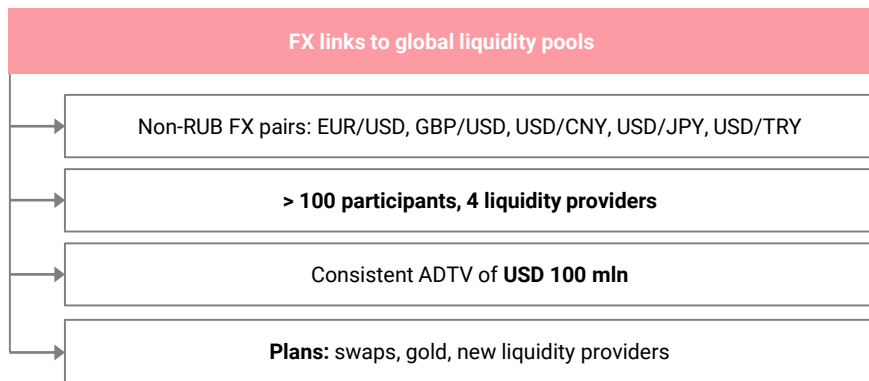 FX links to global liquidity pools
Non-RUB FX pairs: EUR/USD, GBP/USD, USD/CNY, USD/JPY, USD/TRY
> 100 participants, 4 liquidity providers
Consistent ADTV of USD 100 mln
Plans: swaps, gold, new liquidity providers